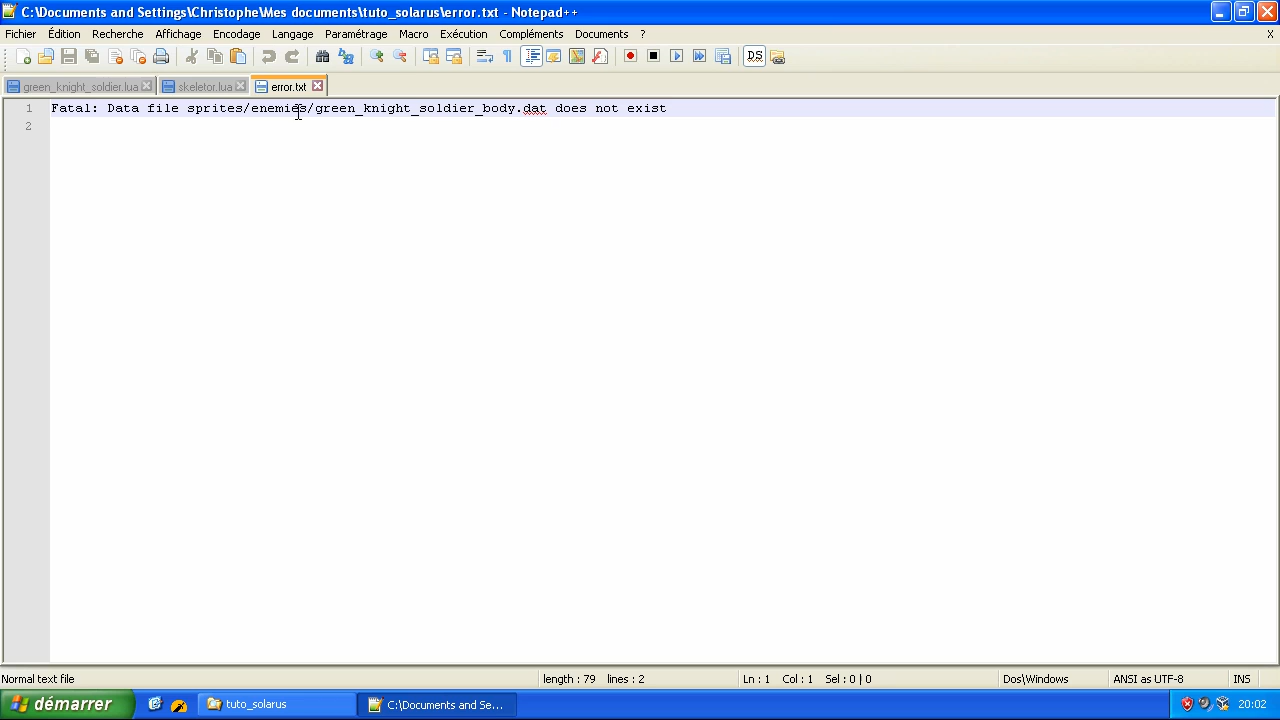 C:\Documents and Settings\Christophe\Mes documents\tuto_solarus\error.txt - Notepad++
Fichier Édition Recherche Affichage Encodage Langage Paramétrage Macro Exécution Compléments Documents ? X
green_knight_soldier.lua skeletor.lua error.txt
1 Fatal: Data file sprites/enemies/green_knight_soldier_body.dat does not exist
2
Normal text file length : 79 lines : 2 Ln : 1 Col : 1 Sel : 0 | 0 Dos\Windows ANSI as UTF-8 INS
démarrer tuto_solarus C:\Documents and Se... 20:02